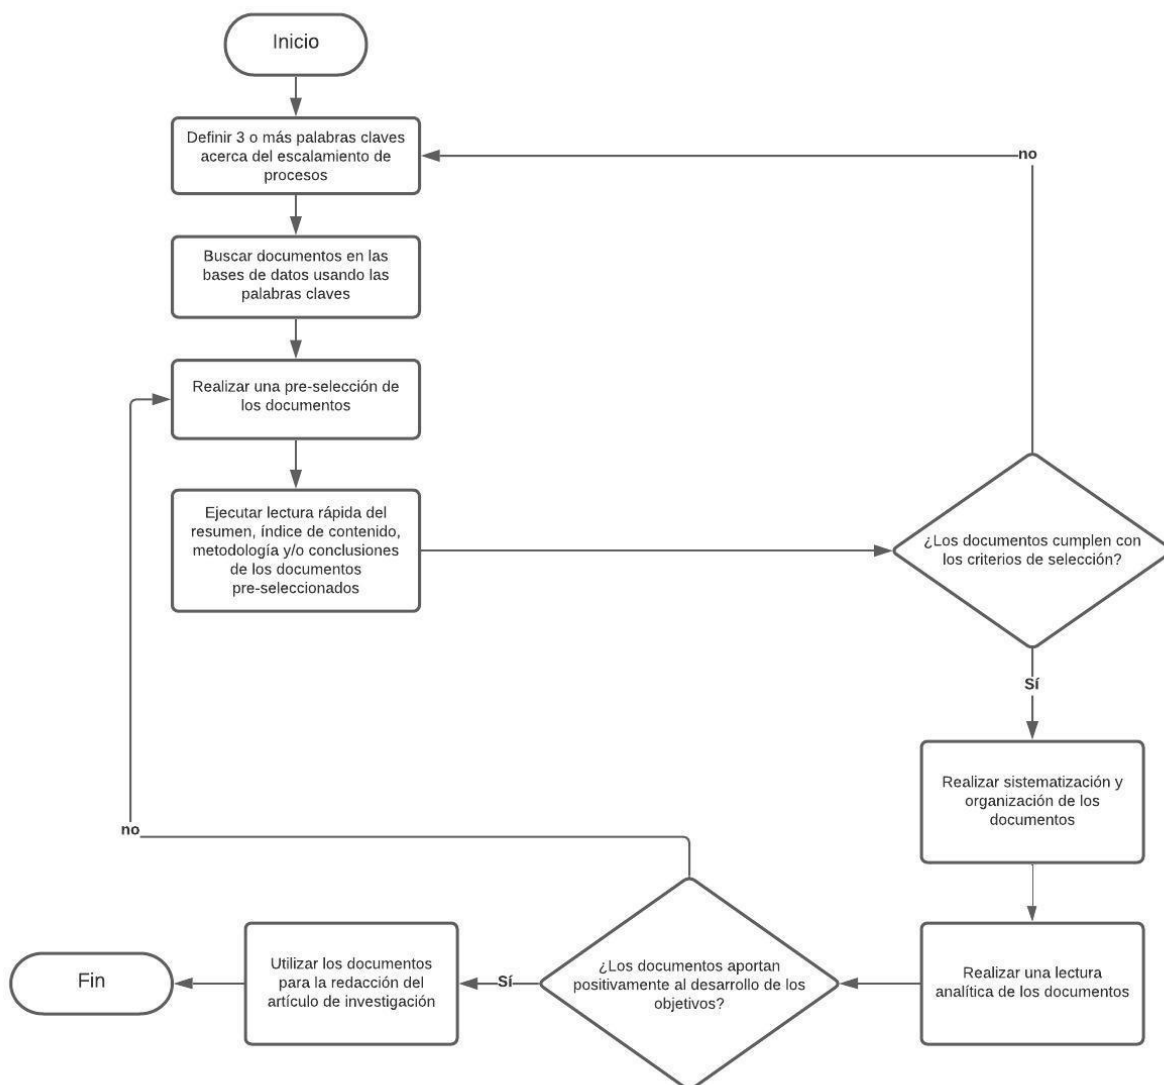 Inicio
Definir 3 o más palabras claves
acerca del escalamiento de
procesos
no
Buscar documentos en las
bases de datos usando las
palabras claves
Realizar una pre-selección de
los documentos
Ejecutar lectura rápida del
resumen, índice de contenido,
metodología y/o conclusiones
de los documentos
pre-seleccionados
¿Los documentos cumplen con
los criterios de selección?
Sí
Realizar sistematización y
organización de los
documentos
no
Realizar una lectura
analítica de los documentos
¿Los documentos aportan
positivamente al desarrollo de los
objetivos?
Sí
Utilizar los documentos
para la redacción del
artículo de investigación
Fin